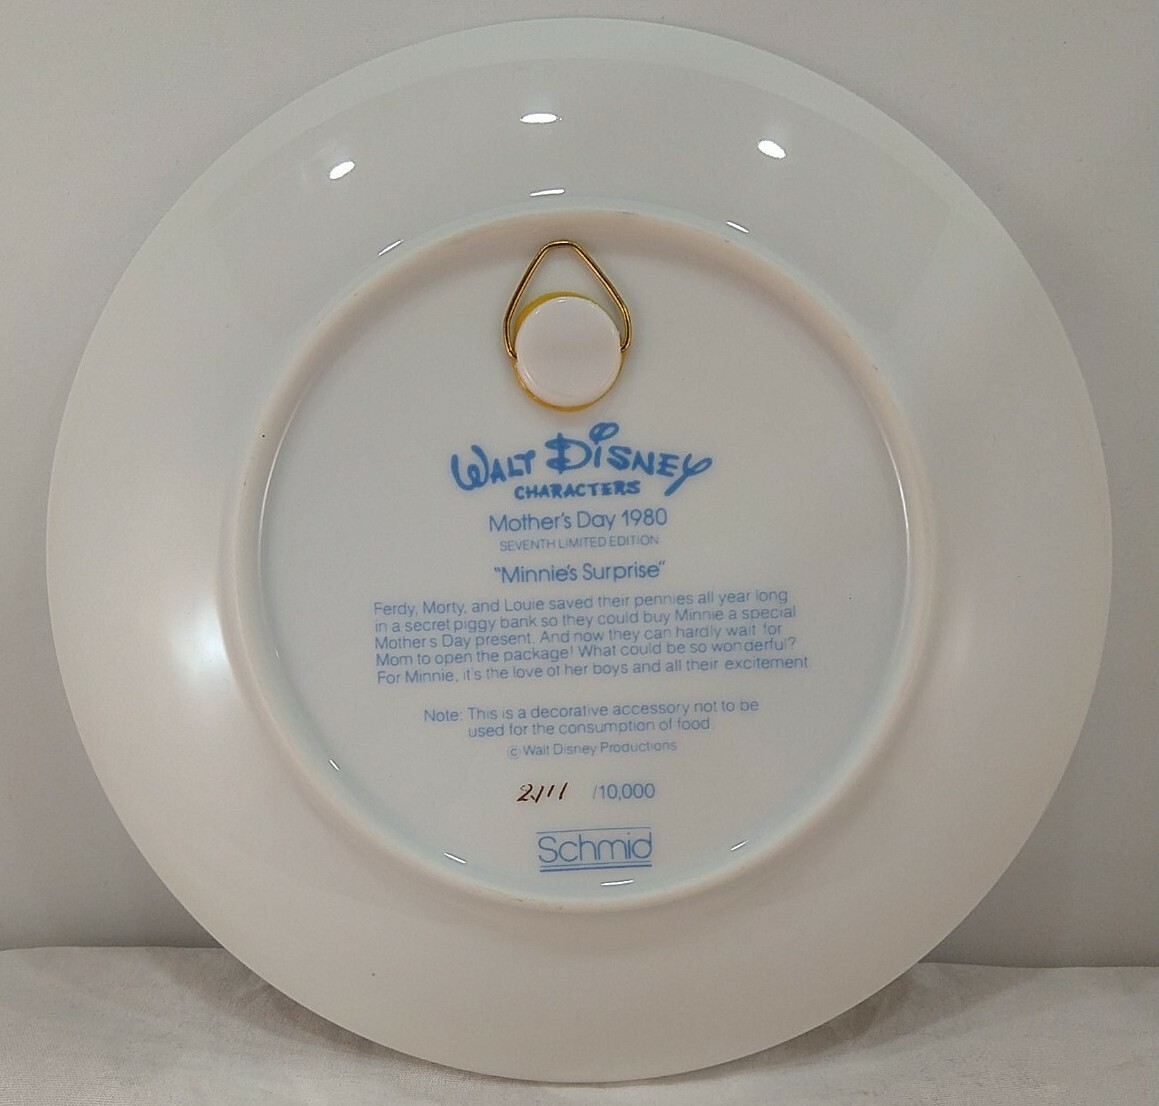 WALT DISNEY
CHARACTERS
Mother's Day 1980
SEVENTH LIMITED EDITION
"Minnie's Surprise"
Ferdy, Morty, and Louie saved their pennies all year long
in a secret piggy bank so they could buy Minnie a special
Mother's Day present. And now they can hardly wait for
Mom to open the package! What could be so wonderful?
For Minnie, it's the love of her boys and all their excitement.
Note: This is a decorative accessory not to be
used for the consumption of food.
© Walt Disney Productions
2111 /10,000
Schmid